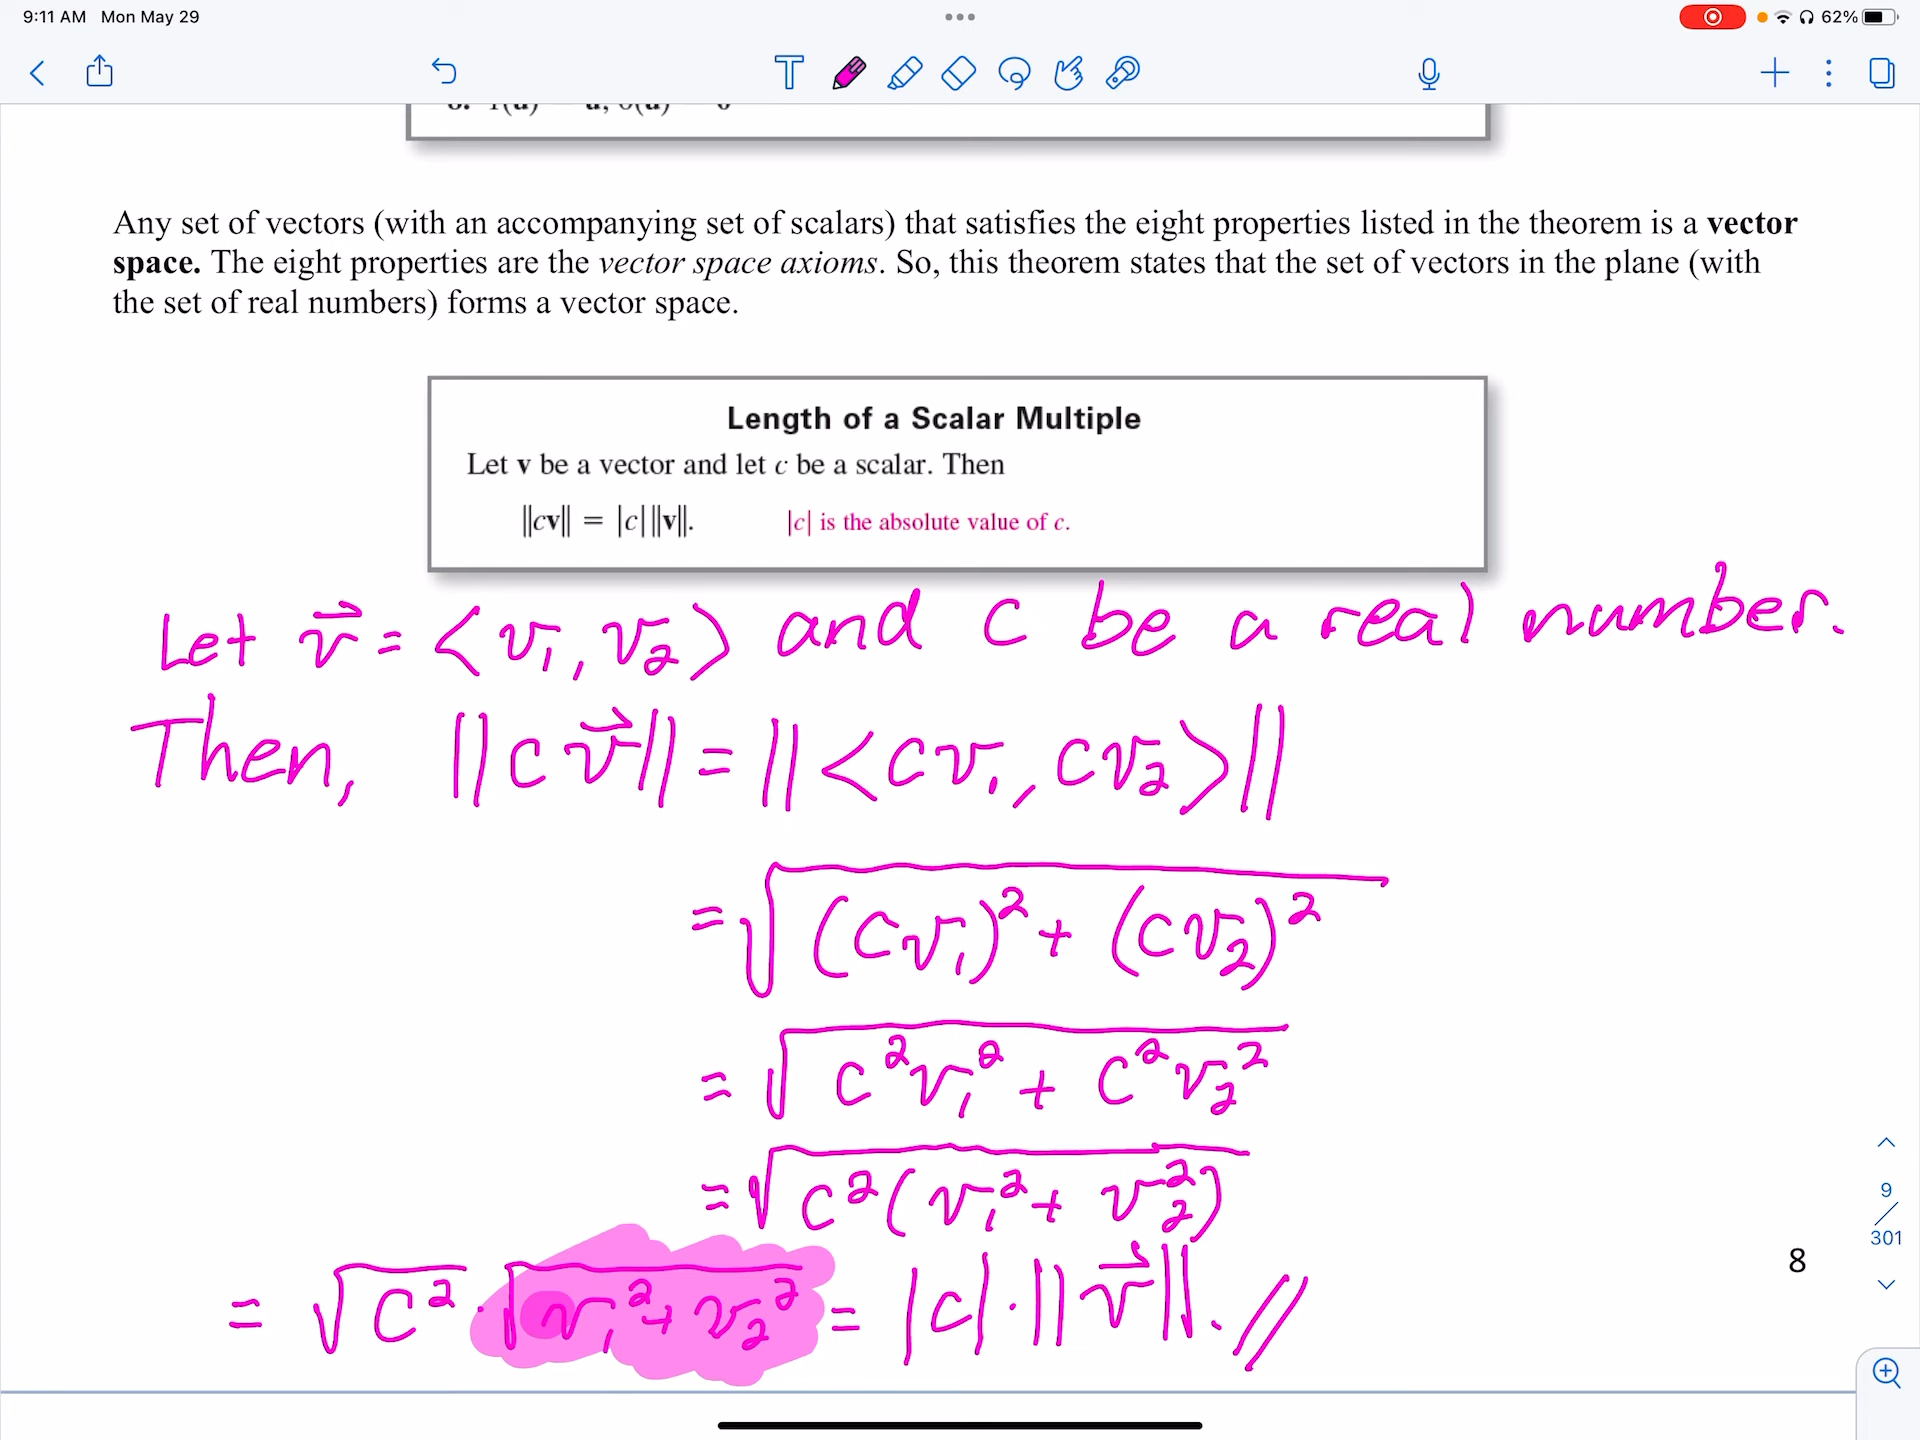 9:11 AM Mon May 29
62%
Any set of vectors (with an accompanying set of scalars) that satisfies the eight properties listed in the theorem is a vector
space. The eight properties are the vector space axioms. So, this theorem states that the set of vectors in the plane (with
the set of real numbers) forms a vector space.
Length of a Scalar Multiple
Let v be a vector and let c be a scalar. Then
‖cv‖ = |c|‖v‖. |c| is the absolute value of c.
Let v⃗ = <v₁, v₂> and c be a real number.
Then, ‖c v⃗‖ = ‖<cv₁, cv₂>‖
= √((cv₁)² + (cv₂)²)
= √(c²v₁² + c²v₂²)
= √(c²(v₁² + v₂²))
= √c² · √(v₁² + v₂²) = |c| · ‖v⃗‖. //
9
/
301
8